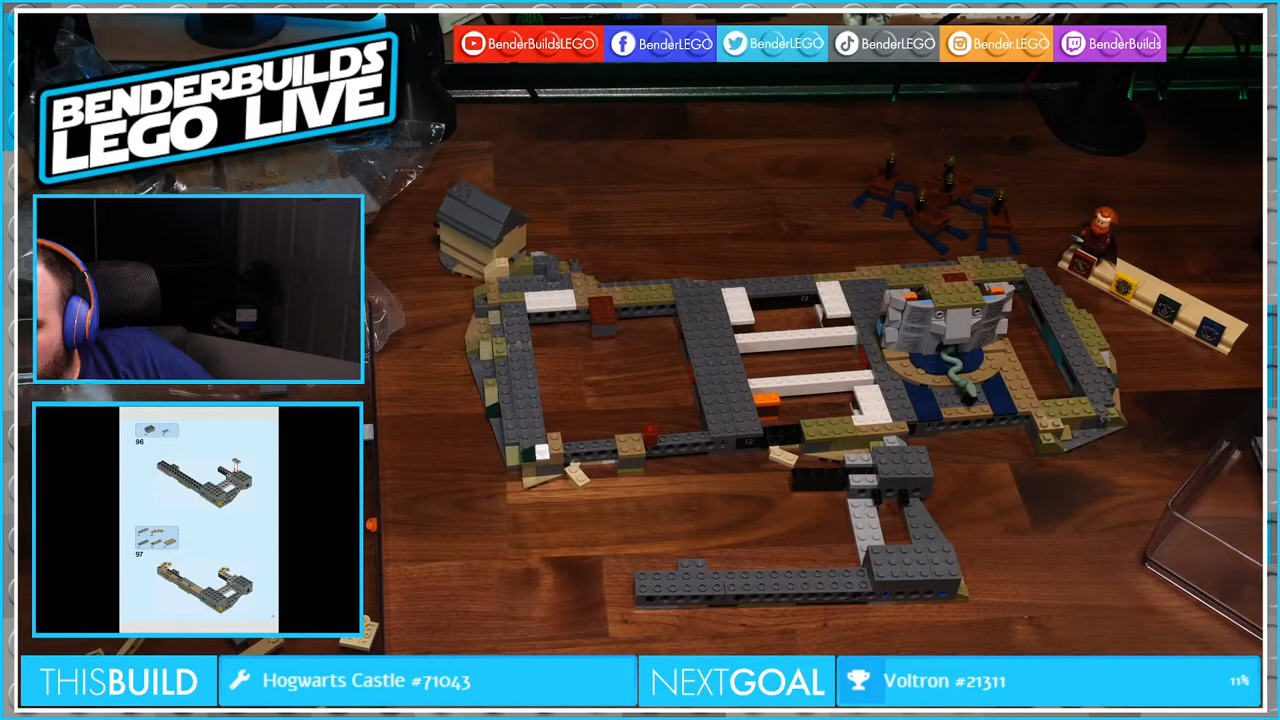 BENDERBUILDS
LEGO LIVE
BenderBuildsLEGO
BenderLEGO
BenderLEGO
BenderLEGO
Bender.LEGO
BenderBuilds
96
97
THISBUILD
Hogwarts Castle #71043
NEXTGOAL
Voltron #21311
11%